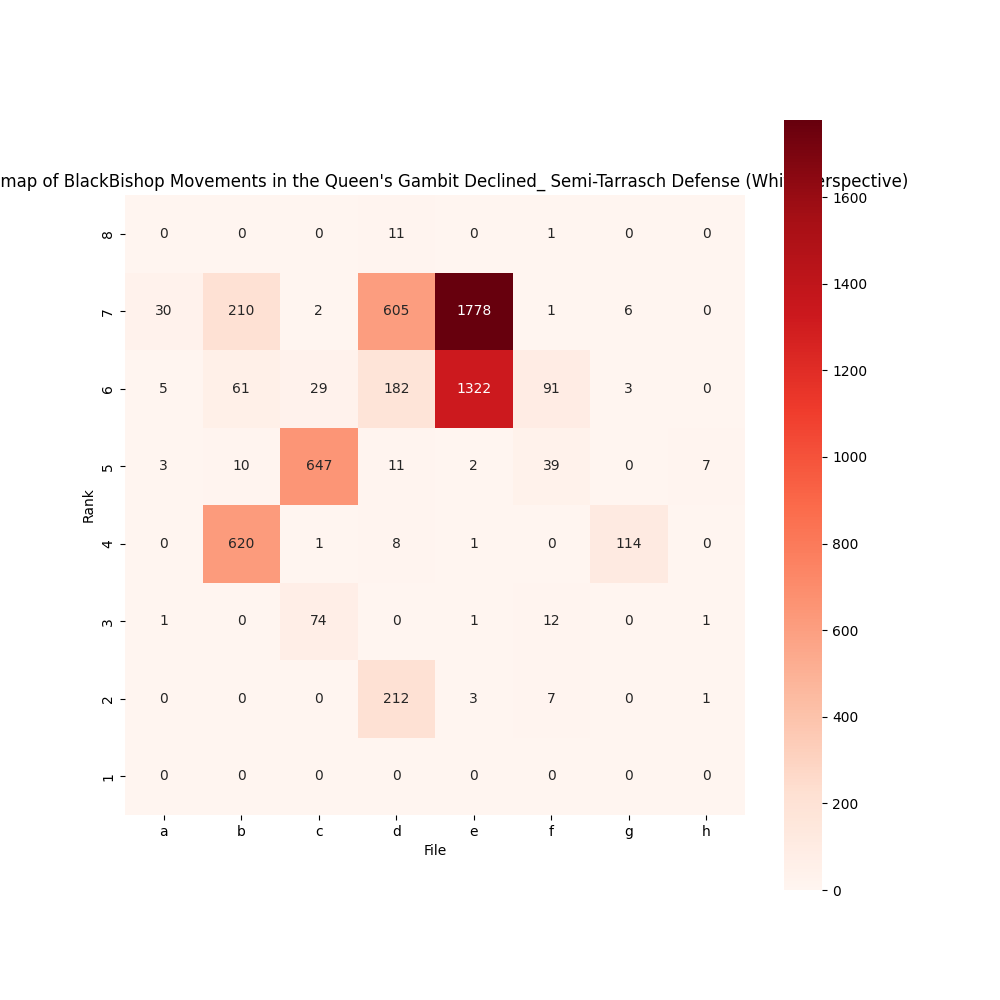 map of BlackBishop Movements in the Queen's Gambit Declined_ Semi-Tarrasch Defense (Whi erspective)
8 0 0 0 11 0 1 0 0
7 30 210 2 605 1778 1 6 0
6 5 61 29 182 1322 91 3 0
5 3 10 647 11 2 39 0 7
4 0 620 1 8 1 0 114 0
3 1 0 74 0 1 12 0 1
2 0 0 0 212 3 7 0 1
1 0 0 0 0 0 0 0 0
a b c d e f g h
File
Rank
1600
1400
1200
1000
800
600
400
200
0